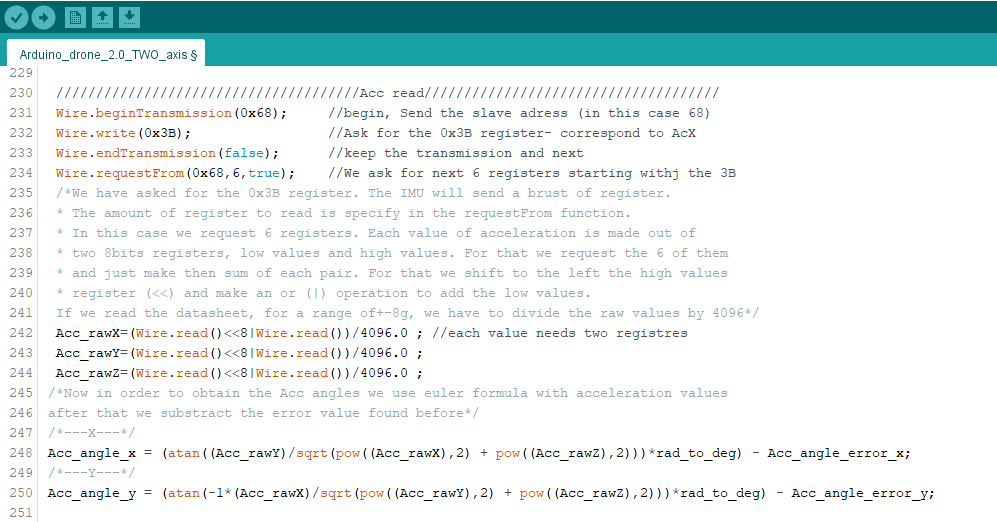 Arduino_drone_2.0_TWO_axis §
229
230 ///////////////////////////////////////Acc read//////////////////////////////////////
231 Wire.beginTransmission(0x68); //begin, Send the slave adress (in this case 68)
232 Wire.write(0x3B); //Ask for the 0x3B register- correspond to AcX
233 Wire.endTransmission(false); //keep the transmission and next
234 Wire.requestFrom(0x68,6,true); //We ask for next 6 registers starting withj the 3B
235 /*We have asked for the 0x3B register. The IMU will send a brust of register.
236 * The amount of register to read is specify in the requestFrom function.
237 * In this case we request 6 registers. Each value of acceleration is made out of
238 * two 8bits registers, low values and high values. For that we request the 6 of them
239 * and just make then sum of each pair. For that we shift to the left the high values
240 * register (<<) and make an or (|) operation to add the low values.
241 If we read the datasheet, for a range of+-8g, we have to divide the raw values by 4096*/
242 Acc_rawX=(Wire.read()<<8|Wire.read())/4096.0 ; //each value needs two registres
243 Acc_rawY=(Wire.read()<<8|Wire.read())/4096.0 ;
244 Acc_rawZ=(Wire.read()<<8|Wire.read())/4096.0 ;
245 /*Now in order to obtain the Acc angles we use euler formula with acceleration values
246 after that we substract the error value found before*/
247 /*---X---*/
248 Acc_angle_x = (atan((Acc_rawY)/sqrt(pow((Acc_rawX),2) + pow((Acc_rawZ),2)))*rad_to_deg) - Acc_angle_error_x;
249 /*---Y---*/
250 Acc_angle_y = (atan(-1*(Acc_rawX)/sqrt(pow((Acc_rawY),2) + pow((Acc_rawZ),2)))*rad_to_deg) - Acc_angle_error_y;
251